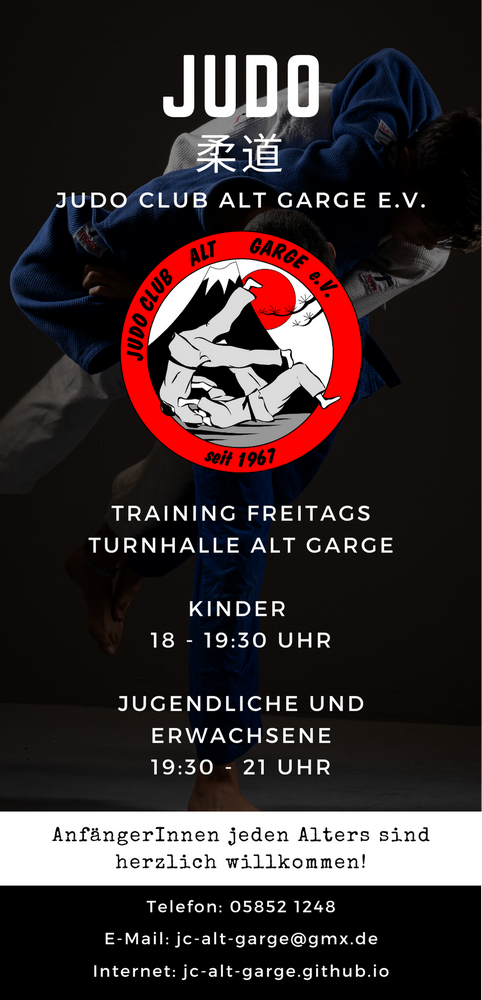 JUDO
柔道
JUDO CLUB ALT GARGE E.V.
JUDO CLUB ALT GARGE e.V.
seit 1967
TRAINING FREITAGS
TURNHALLE ALT GARGE
KINDER
18 - 19:30 UHR
JUGENDLICHE UND
ERWACHSENE
19:30 - 21 UHR
AnfängerInnen jeden Alters sind
herzlich willkommen!
Telefon: 05852 1248
E-Mail: jc-alt-garge@gmx.de
Internet: jc-alt-garge.github.io